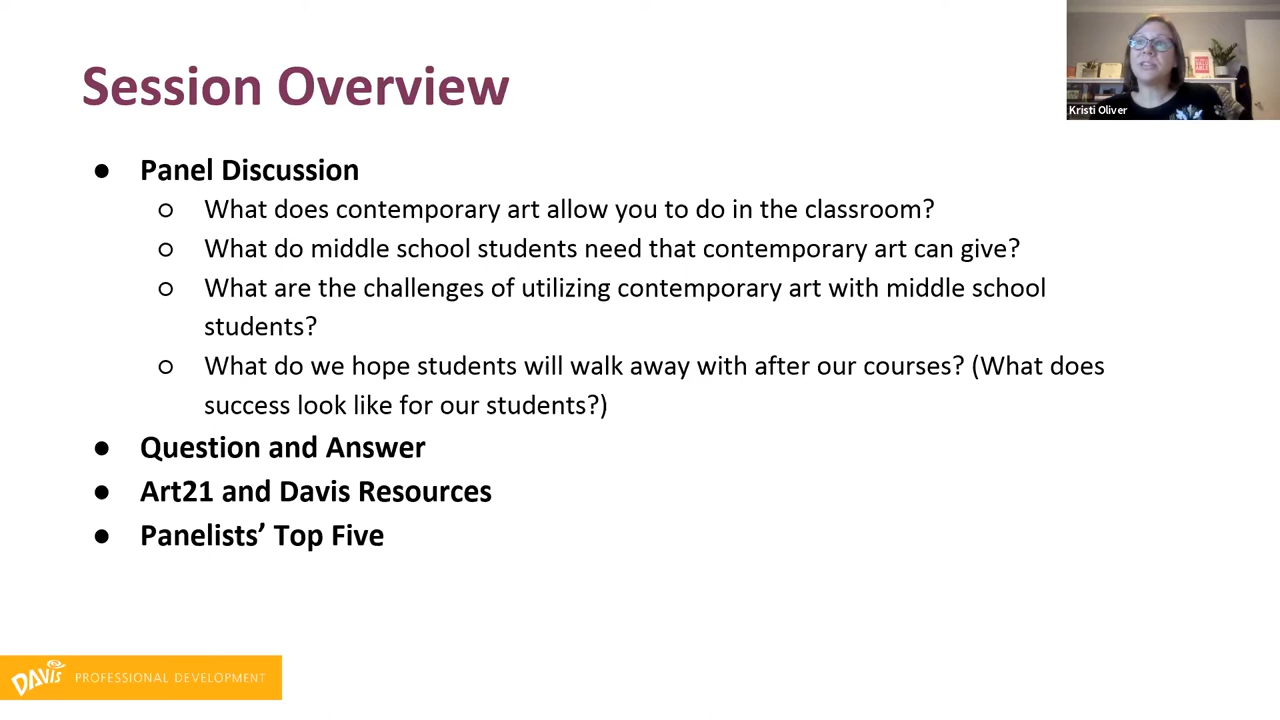 Session Overview
Kristi Oliver
● Panel Discussion
○ What does contemporary art allow you to do in the classroom?
○ What do middle school students need that contemporary art can give?
○ What are the challenges of utilizing contemporary art with middle school
students?
○ What do we hope students will walk away with after our courses? (What does
success look like for our students?)
● Question and Answer
● Art21 and Davis Resources
● Panelists’ Top Five
DAVIS PROFESSIONAL DEVELOPMENT